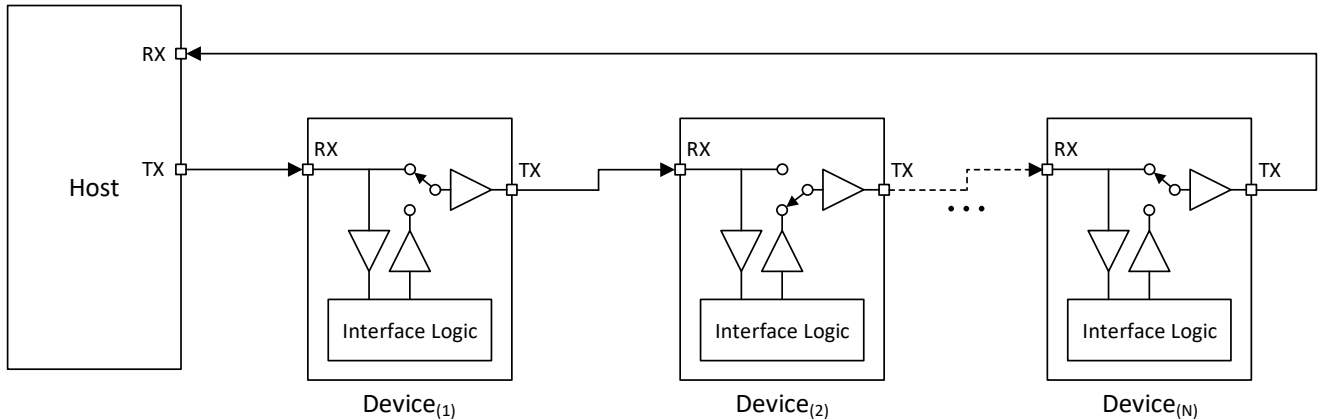 RX
TX
Host
RX
TX
Interface Logic
Device(1)
RX
TX
Interface Logic
Device(2)
...
RX
TX
Interface Logic
Device(N)